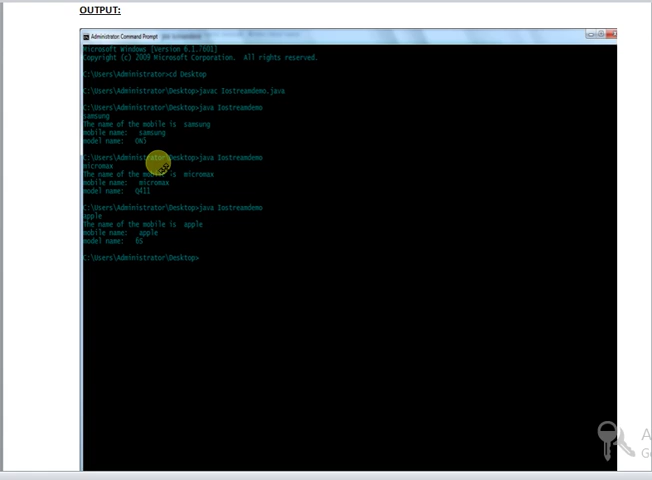 OUTPUT:
Administrator: Command Prompt
Microsoft Windows [Version 6.1.7601]
Copyright (c) 2009 Microsoft Corporation.  All rights reserved.
C:\Users\Administrator>cd Desktop
C:\Users\Administrator\Desktop>javac Iostreamdemo.java
C:\Users\Administrator\Desktop>java Iostreamdemo
samsung
The name of the mobile is  samsung
mobile name:   samsung
model name:   ON5
C:\Users\Administrator\Desktop>java Iostreamdemo
micromax
The name of the mobile is  micromax
mobile name:   micromax
model name:   Q411
C:\Users\Administrator\Desktop>java Iostreamdemo
apple
The name of the mobile is  apple
mobile name:   apple
model name:   6S
C:\Users\Administrator\Desktop>
A
Go